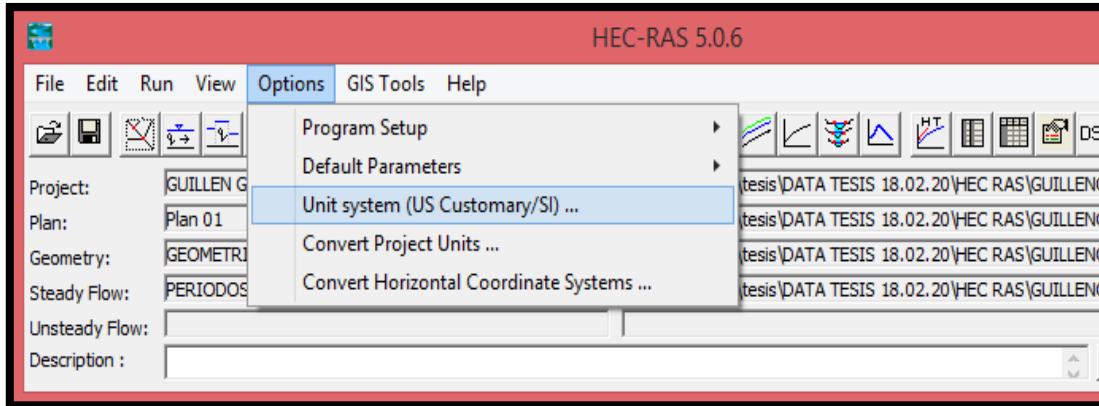 HEC-RAS 5.0.6
File Edit Run View Options GIS Tools Help
HT DS
Program Setup
Default Parameters
Unit system (US Customary/SI) ...
Convert Project Units ...
Convert Horizontal Coordinate Systems ...
Project: GUILLEN G \tesis\DATA TESIS 18.02.20\HEC RAS\GUILLEN
Plan: Plan 01 \tesis\DATA TESIS 18.02.20\HEC RAS\GUILLEN
Geometry: GEOMETRI \tesis\DATA TESIS 18.02.20\HEC RAS\GUILLEN
Steady Flow: PERIODOS \tesis\DATA TESIS 18.02.20\HEC RAS\GUILLEN
Unsteady Flow:
Description :